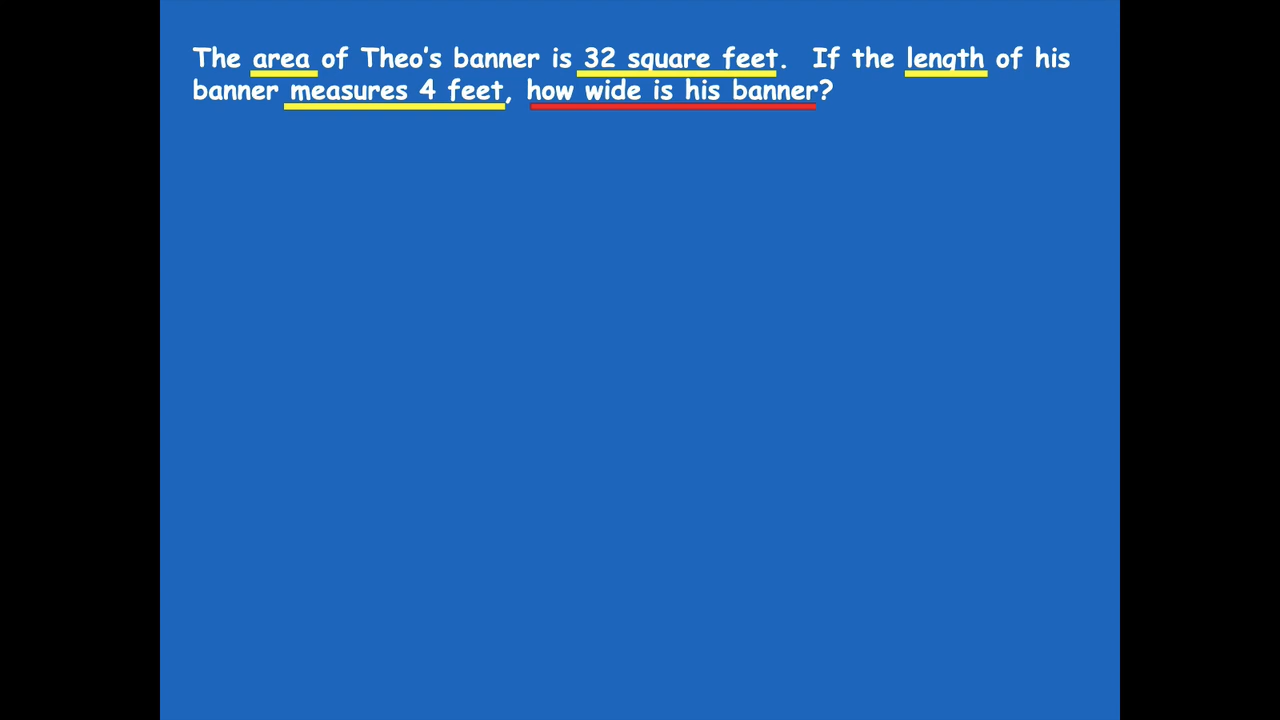 The area of Theo's banner is 32 square feet. If the length of his
banner measures 4 feet, how wide is his banner?